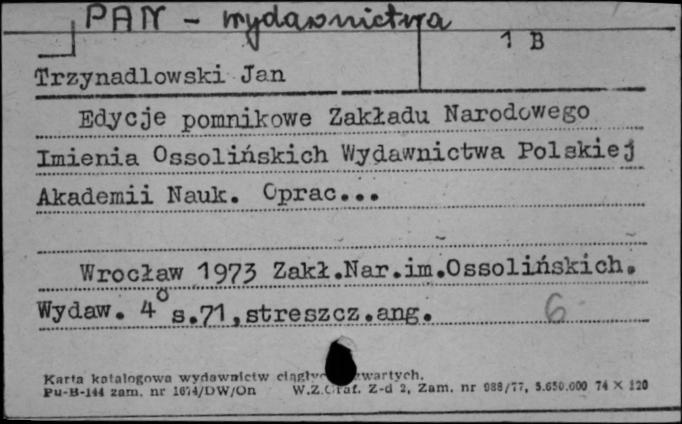 PAN - wydawnictwa
1 B
Trzynadlowski Jan
Edycje pomnikowe Zakładu Narodowego
Imienia Ossolińskich Wydawnictwa Polskiej
Akademii Nauk. Oprac...
Wrocław 1973 Zakł.Nar.im.Ossolińskich.
Wydaw. 4° s.71,streszcz.ang. 6
Karta katalogowa wydawnictw zwartych.
Pu-B-144 zam. nr 1674/DW/On W.Z.Graf. Z-d 2, Zam. nr 988/77, 5.650.000 74 × 120